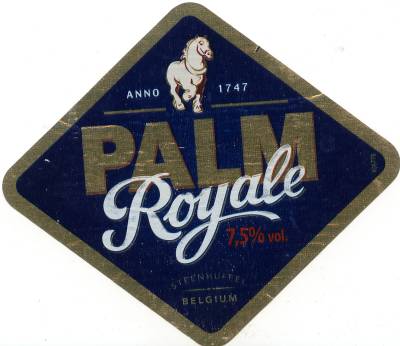 ANNO 1747
PALM
Royale
7,5% vol.
STEENHUFFEL
BELGIUM